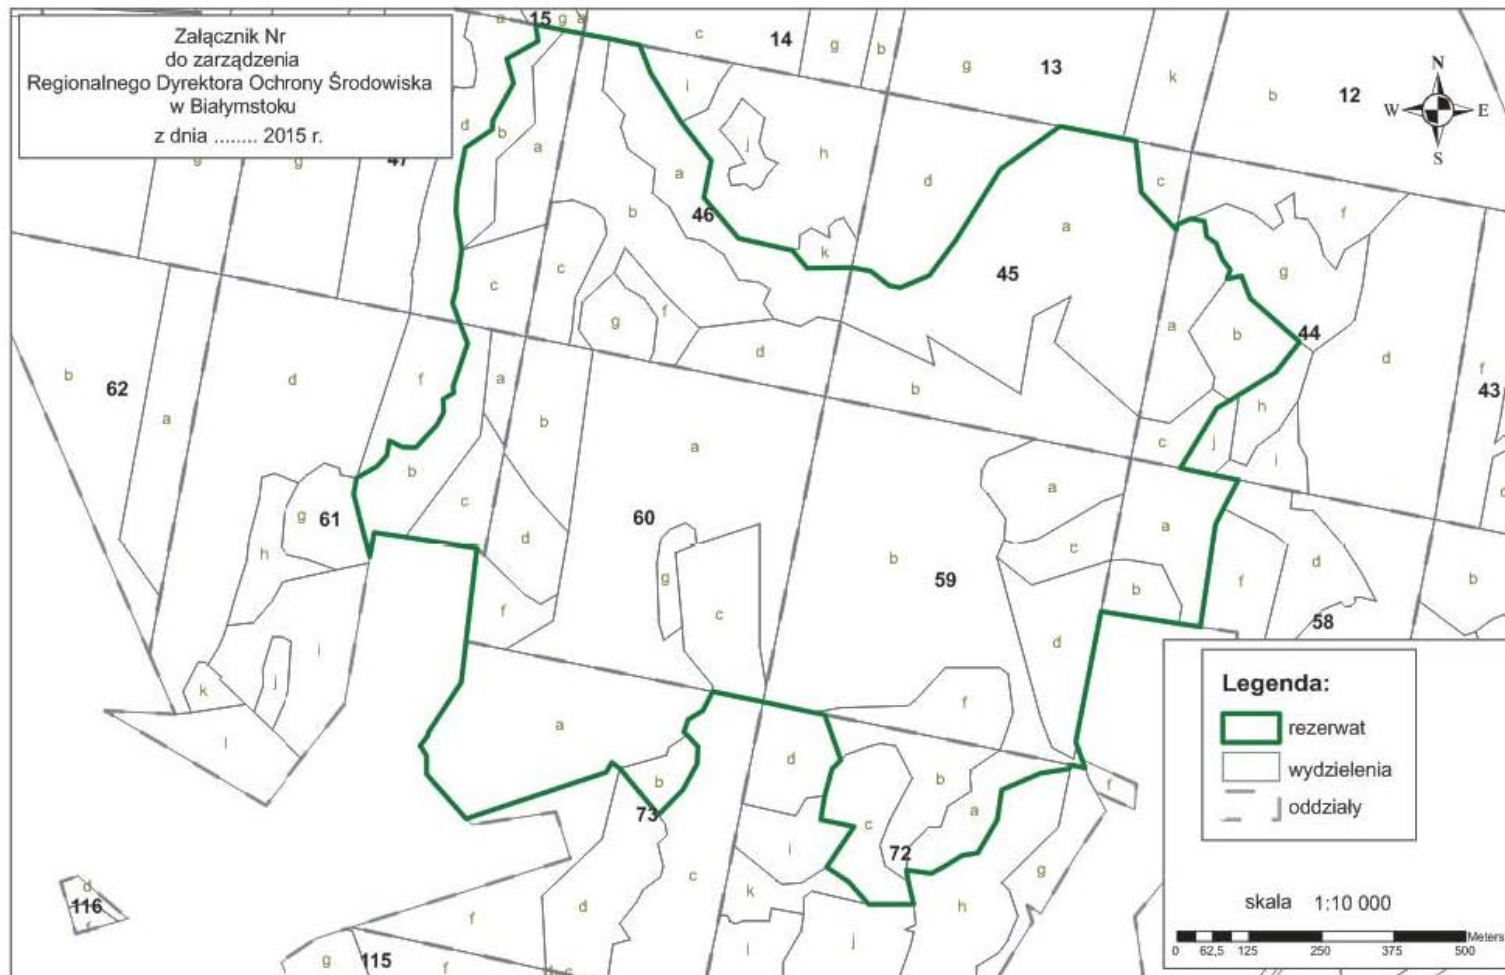 Załącznik Nr
do zarządzenia
Regionalnego Dyrektora Ochrony Środowiska
w Białymstoku
z dnia ........ 2015 r.
a 15 g a
c 14 g b
g 13
k
b 12
N
W E
S
i
d b a
j h
g g 47
a
d
c
f
b 46
a
k
45
g
c c
g f
a
b 44
d
d
b
f 43
b 62
d
f
a
a
b
h
c j
i
a
b
c
g 61
60
d
g
c
f
h
i
j
k
l
a
b 59
c
a
b
d
f
d
b
58
f
a
b
73
d
c
b
a
72
i
k
l
j
h
g
f
c
d
f
d
116
f
g 115
f
Legenda:
rezerwat
wydzielenia
oddziały
skala 1:10 000
0 62,5 125 250 375 500 Meters